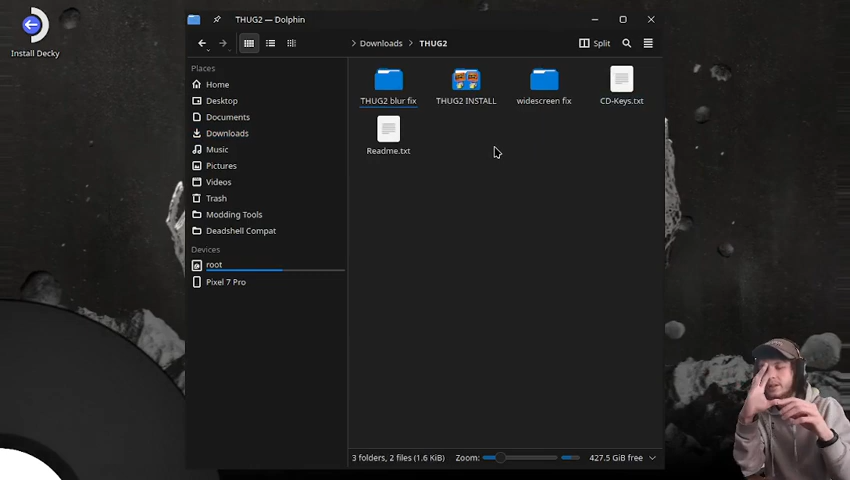 THUG2 — Dolphin
Install Decky
Downloads > THUG2
Split
Places
Home
Desktop
Documents
Downloads
Music
Pictures
Videos
Trash
Modding Tools
Deadshell Compat
Devices
root
Pixel 7 Pro
THUG2 blur fix
THUG2 INSTALL
widescreen fix
CD-Keys.txt
Readme.txt
3 folders, 2 files (1.6 KiB)
Zoom:
427.5 GiB free